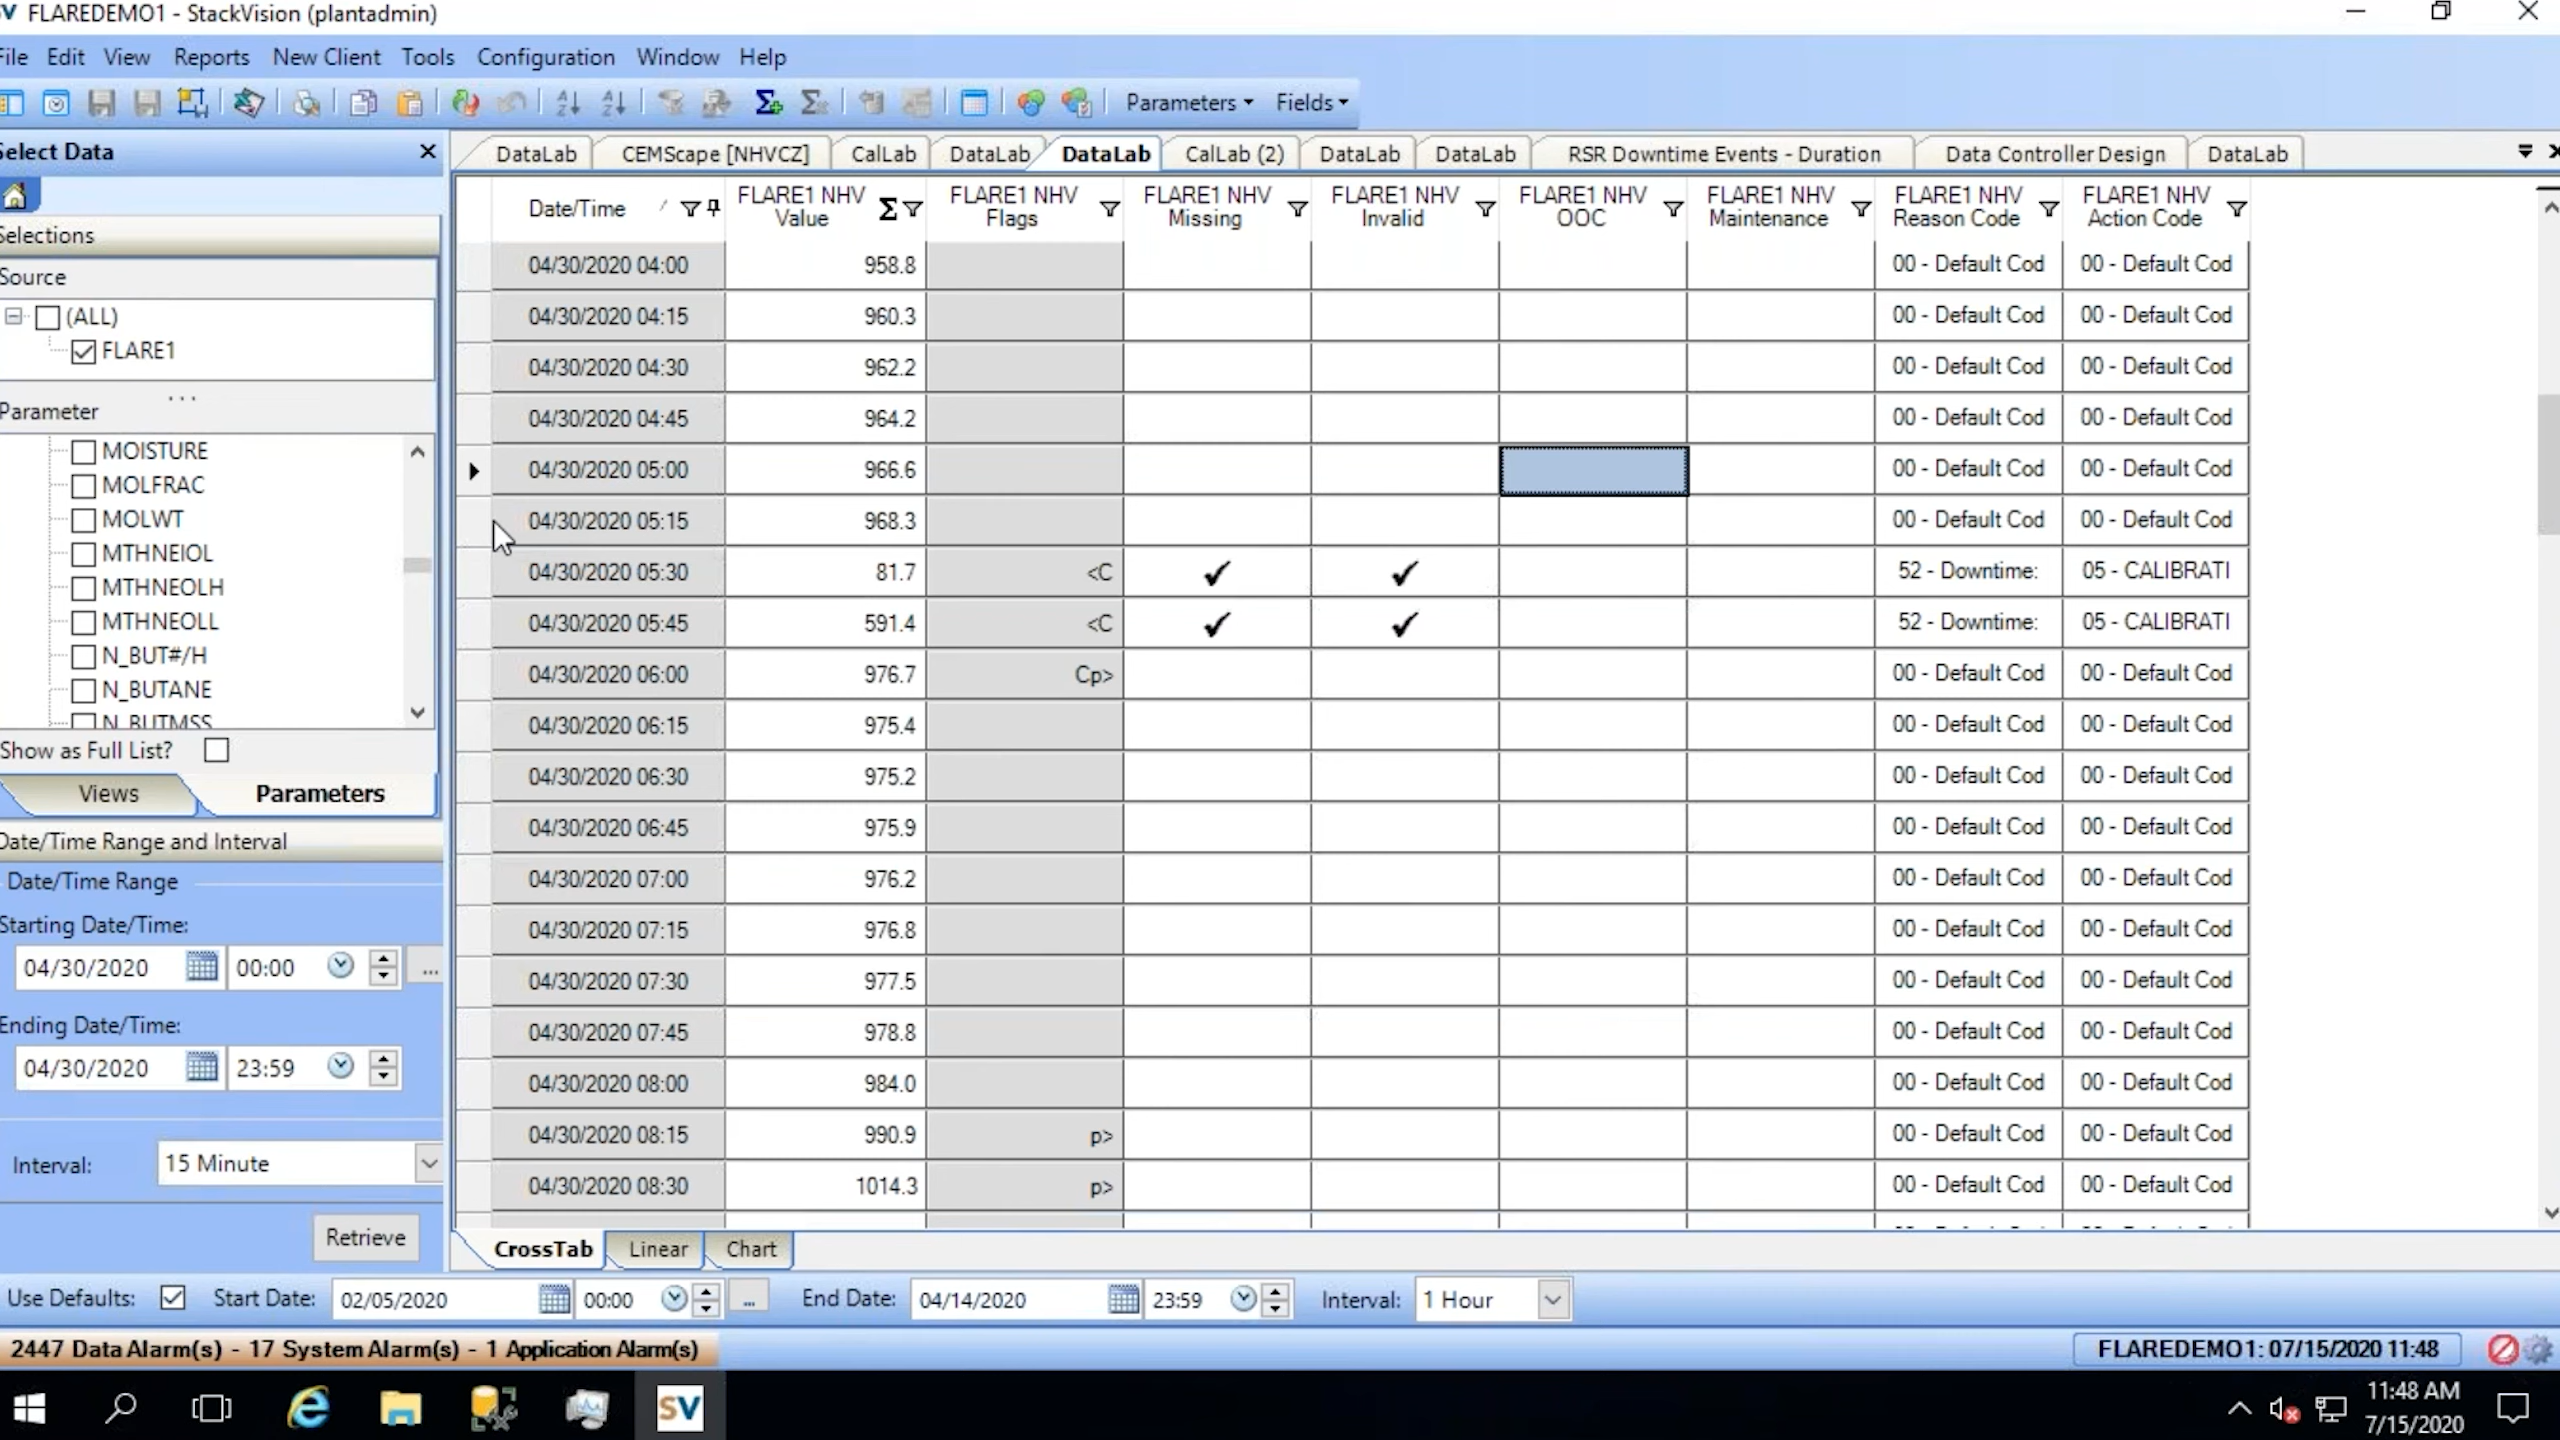 SV FLAREDEMO1 - StackVision (plantadmin)
File Edit View Reports New Client Tools Configuration Window Help
Parameters Fields
Select Data
DataLab CEMScape [NHVCZ] CalLab DataLab DataLab CalLab (2) DataLab DataLab RSR Downtime Events - Duration Data Controller Design DataLab
Selections
Source
(ALL)
FLARE1
Parameter
MOISTURE
MOLFRAC
MOLWT
MTHNEIOL
MTHNEOLH
MTHNEOLL
N_BUT#/H
N_BUTANE
N_BUTMSS
Show as Full List?
Views Parameters
Date/Time Range and Interval
Date/Time Range
Starting Date/Time:
04/30/2020 00:00 ...
Ending Date/Time:
04/30/2020 23:59
Interval: 15 Minute
Retrieve
Date/Time FLARE1 NHV Value Σ FLARE1 NHV Flags FLARE1 NHV Missing FLARE1 NHV Invalid FLARE1 NHV OOC FLARE1 NHV Maintenance FLARE1 NHV Reason Code FLARE1 NHV Action Code
04/30/2020 04:00 958.8 00 - Default Cod 00 - Default Cod
04/30/2020 04:15 960.3 00 - Default Cod 00 - Default Cod
04/30/2020 04:30 962.2 00 - Default Cod 00 - Default Cod
04/30/2020 04:45 964.2 00 - Default Cod 00 - Default Cod
04/30/2020 05:00 966.6 00 - Default Cod 00 - Default Cod
04/30/2020 05:15 968.3 00 - Default Cod 00 - Default Cod
04/30/2020 05:30 81.7 <C ✓ ✓ 52 - Downtime: 05 - CALIBRATI
04/30/2020 05:45 591.4 <C ✓ ✓ 52 - Downtime: 05 - CALIBRATI
04/30/2020 06:00 976.7 Cp> 00 - Default Cod 00 - Default Cod
04/30/2020 06:15 975.4 00 - Default Cod 00 - Default Cod
04/30/2020 06:30 975.2 00 - Default Cod 00 - Default Cod
04/30/2020 06:45 975.9 00 - Default Cod 00 - Default Cod
04/30/2020 07:00 976.2 00 - Default Cod 00 - Default Cod
04/30/2020 07:15 976.8 00 - Default Cod 00 - Default Cod
04/30/2020 07:30 977.5 00 - Default Cod 00 - Default Cod
04/30/2020 07:45 978.8 00 - Default Cod 00 - Default Cod
04/30/2020 08:00 984.0 00 - Default Cod 00 - Default Cod
04/30/2020 08:15 990.9 p> 00 - Default Cod 00 - Default Cod
04/30/2020 08:30 1014.3 p> 00 - Default Cod 00 - Default Cod
CrossTab Linear Chart
Use Defaults: Start Date: 02/05/2020 00:00 ... End Date: 04/14/2020 23:59 Interval: 1 Hour
2447 Data Alarm(s) - 17 System Alarm(s) - 1 Application Alarm(s) FLAREDEMO1: 07/15/2020 11:48
SV
11:48 AM
7/15/2020